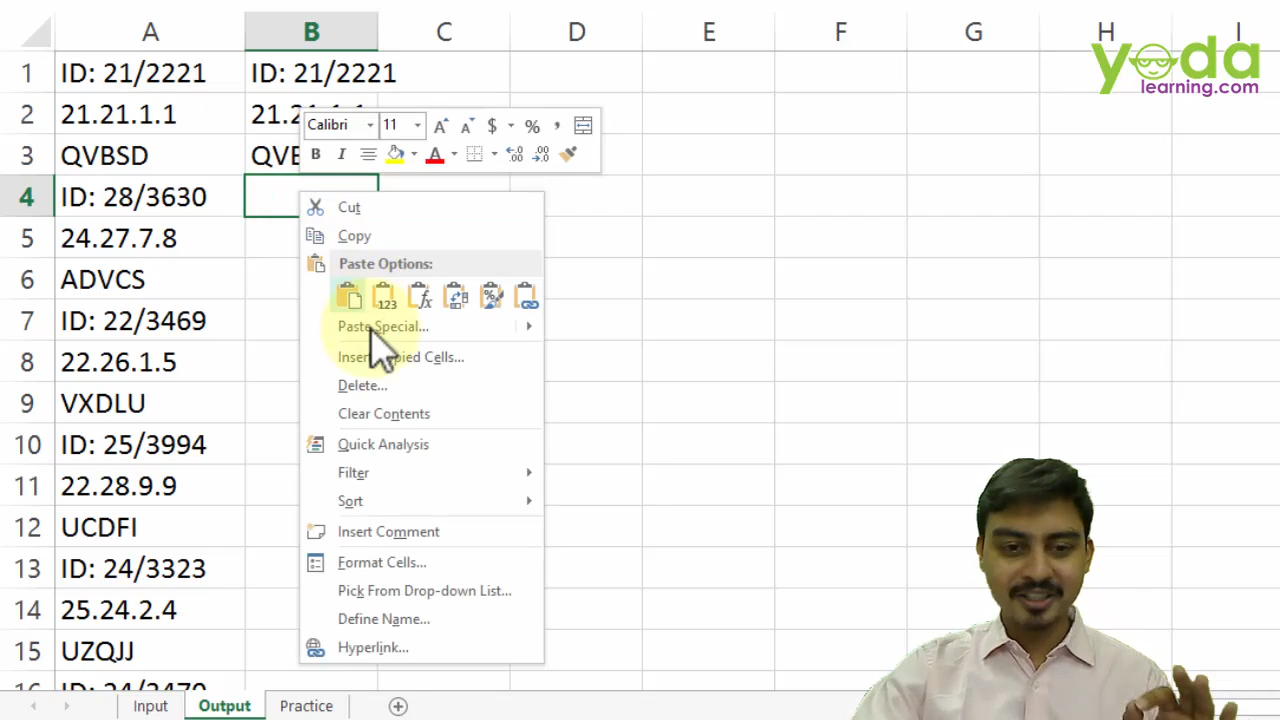 A B C D E F G H I
yoda
learning.com
1 ID: 21/2221 ID: 21/2221
2 21.21.1.1
3 QVBSD
4 ID: 28/3630
5 24.27.7.8
6 ADVCS
7 ID: 22/3469
8 22.26.1.5
9 VXDLU
10 ID: 25/3994
11 22.28.9.9
12 UCDFI
13 ID: 24/3323
14 25.24.2.4
15 UZQJJ
Calibri 11 A A $ % ,
B I A .00 .00
Cut
Copy
Paste Options:
123 fx %
Paste Special...
Delete...
Clear Contents
Quick Analysis
Filter
Sort
Insert Comment
Format Cells...
Pick From Drop-down List...
Define Name...
Hyperlink...
Input Output Practice